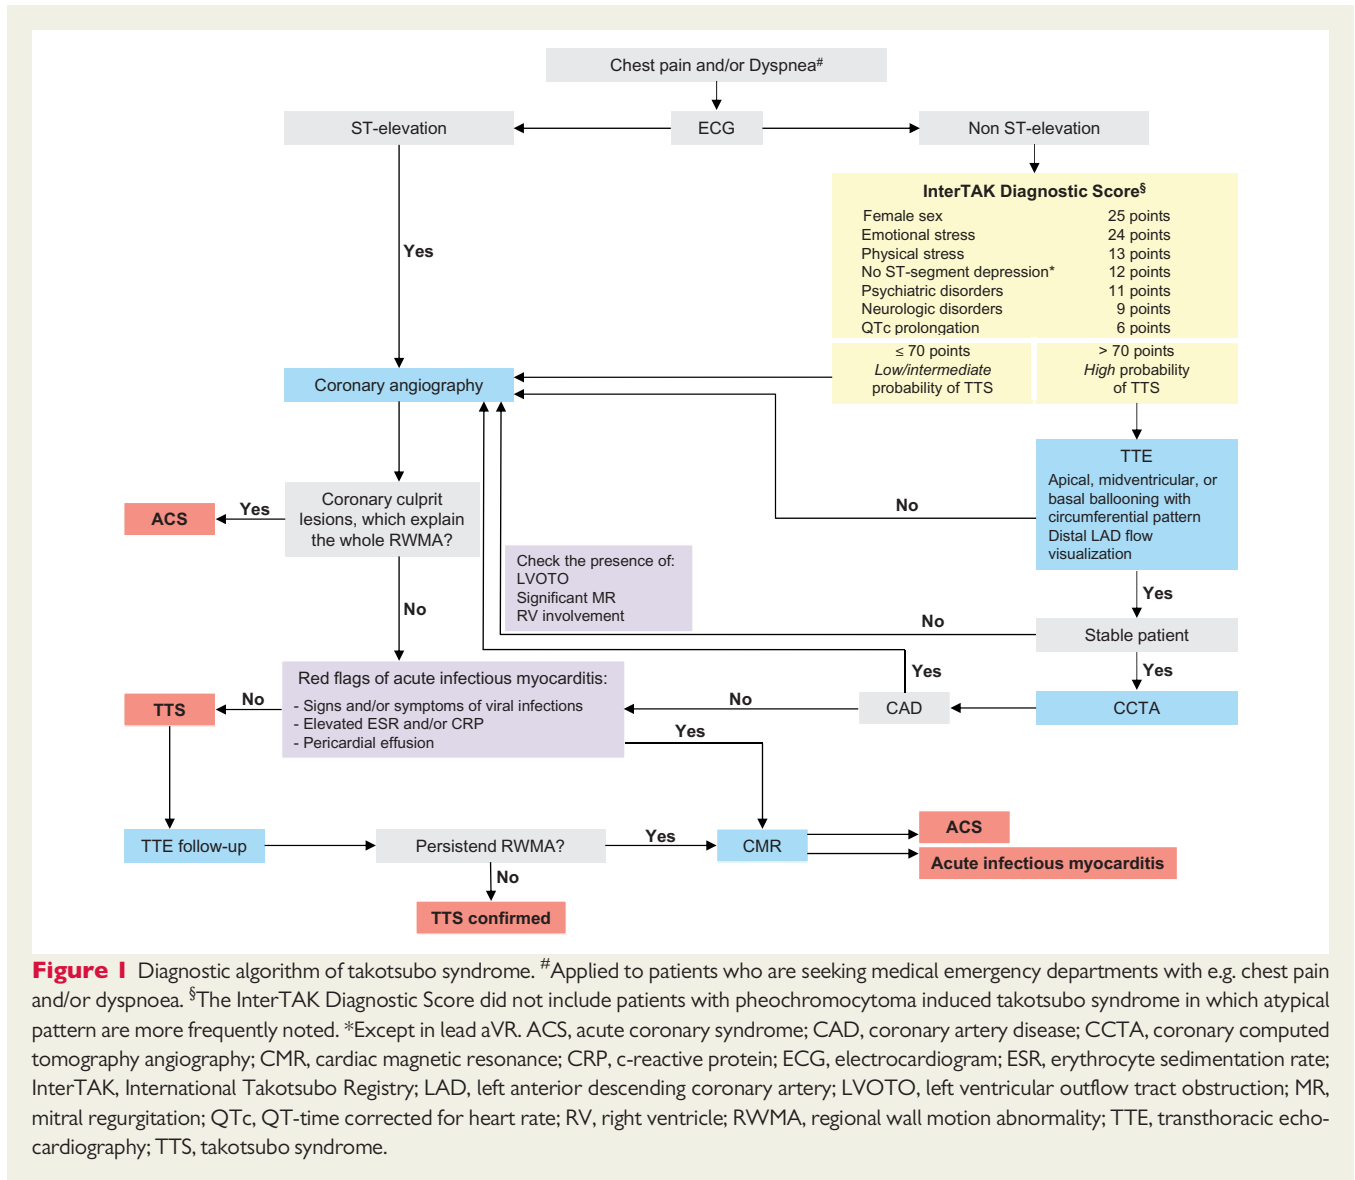 Chest pain and/or Dyspnea#
ST-elevation
ECG
Non ST-elevation
InterTAK Diagnostic Score§
Female sex 25 points
Emotional stress 24 points
Physical stress 13 points
No ST-segment depression* 12 points
Psychiatric disorders 11 points
Neurologic disorders 9 points
QTc prolongation 6 points
≤ 70 points
Low/intermediate
probability of TTS
> 70 points
High probability
of TTS
Yes
Coronary angiography
TTE
Apical, midventricular, or
basal ballooning with
circumferential pattern
Distal LAD flow
visualization
No
Coronary culprit
lesions, which explain
the whole RWMA?
Yes
ACS
Check the presence of:
LVOTO
Significant MR
RV involvement
No
Yes
Stable patient
No
Yes
CCTA
CAD
Yes
No
Red flags of acute infectious myocarditis:
- Signs and/or symptoms of viral infections
- Elevated ESR and/or CRP
- Pericardial effusion
No
TTS
Yes
TTE follow-up
Persistend RWMA?
Yes
CMR
ACS
Acute infectious myocarditis
No
TTS confirmed
Figure 1 Diagnostic algorithm of takotsubo syndrome. #Applied to patients who are seeking medical emergency departments with e.g. chest pain
and/or dyspnoea. §The InterTAK Diagnostic Score did not include patients with pheochromocytoma induced takotsubo syndrome in which atypical
pattern are more frequently noted. *Except in lead aVR. ACS, acute coronary syndrome; CAD, coronary artery disease; CCTA, coronary computed
tomography angiography; CMR, cardiac magnetic resonance; CRP, c-reactive protein; ECG, electrocardiogram; ESR, erythrocyte sedimentation rate;
InterTAK, International Takotsubo Registry; LAD, left anterior descending coronary artery; LVOTO, left ventricular outflow tract obstruction; MR,
mitral regurgitation; QTc, QT-time corrected for heart rate; RV, right ventricle; RWMA, regional wall motion abnormality; TTE, transthoracic echo-
cardiography; TTS, takotsubo syndrome.